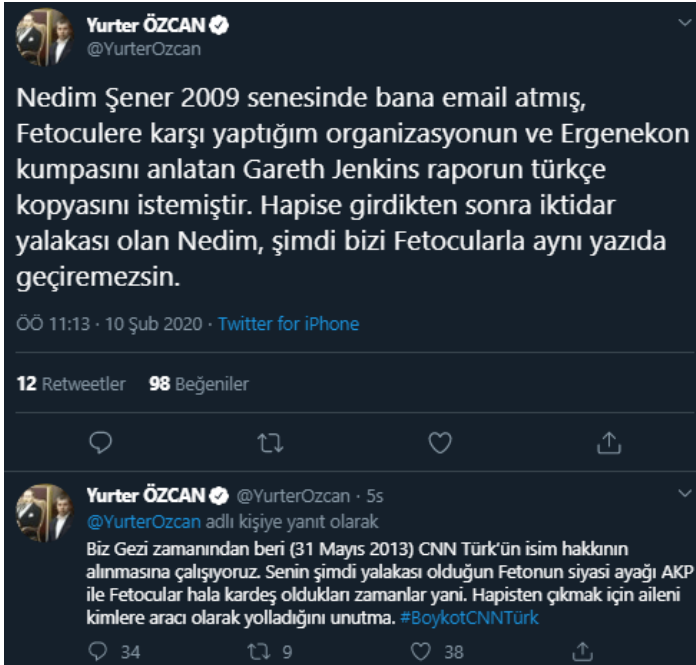 Yurter ÖZCAN
@YurterOzcan
Nedim Şener 2009 senesinde bana email atmış,
Fetoculere karşı yaptığım organizasyonun ve Ergenekon
kumpasını anlatan Gareth Jenkins raporun türkçe
kopyasını istemiştir. Hapise girdikten sonra iktidar
yalakası olan Nedim, şimdi bizi Fetocularla aynı yazıda
geçiremezsin.
ÖÖ 11:13 · 10 Şub 2020 · Twitter for iPhone
12 Retweetler 98 Beğeniler
Yurter ÖZCAN @YurterOzcan · 5s
@YurterOzcan adlı kişiye yanıt olarak
Biz Gezi zamanından beri (31 Mayıs 2013) CNN Türk'ün isim hakkının
alınmasına çalışıyoruz. Senin şimdi yalakası olduğun Fetonun siyasi ayağı AKP
ile Fetocular hala kardeş oldukları zamanlar yani. Hapisten çıkmak için aileni
kimlere aracı olarak yolladığını unutma. #BoykotCNNTürk
34 9 38